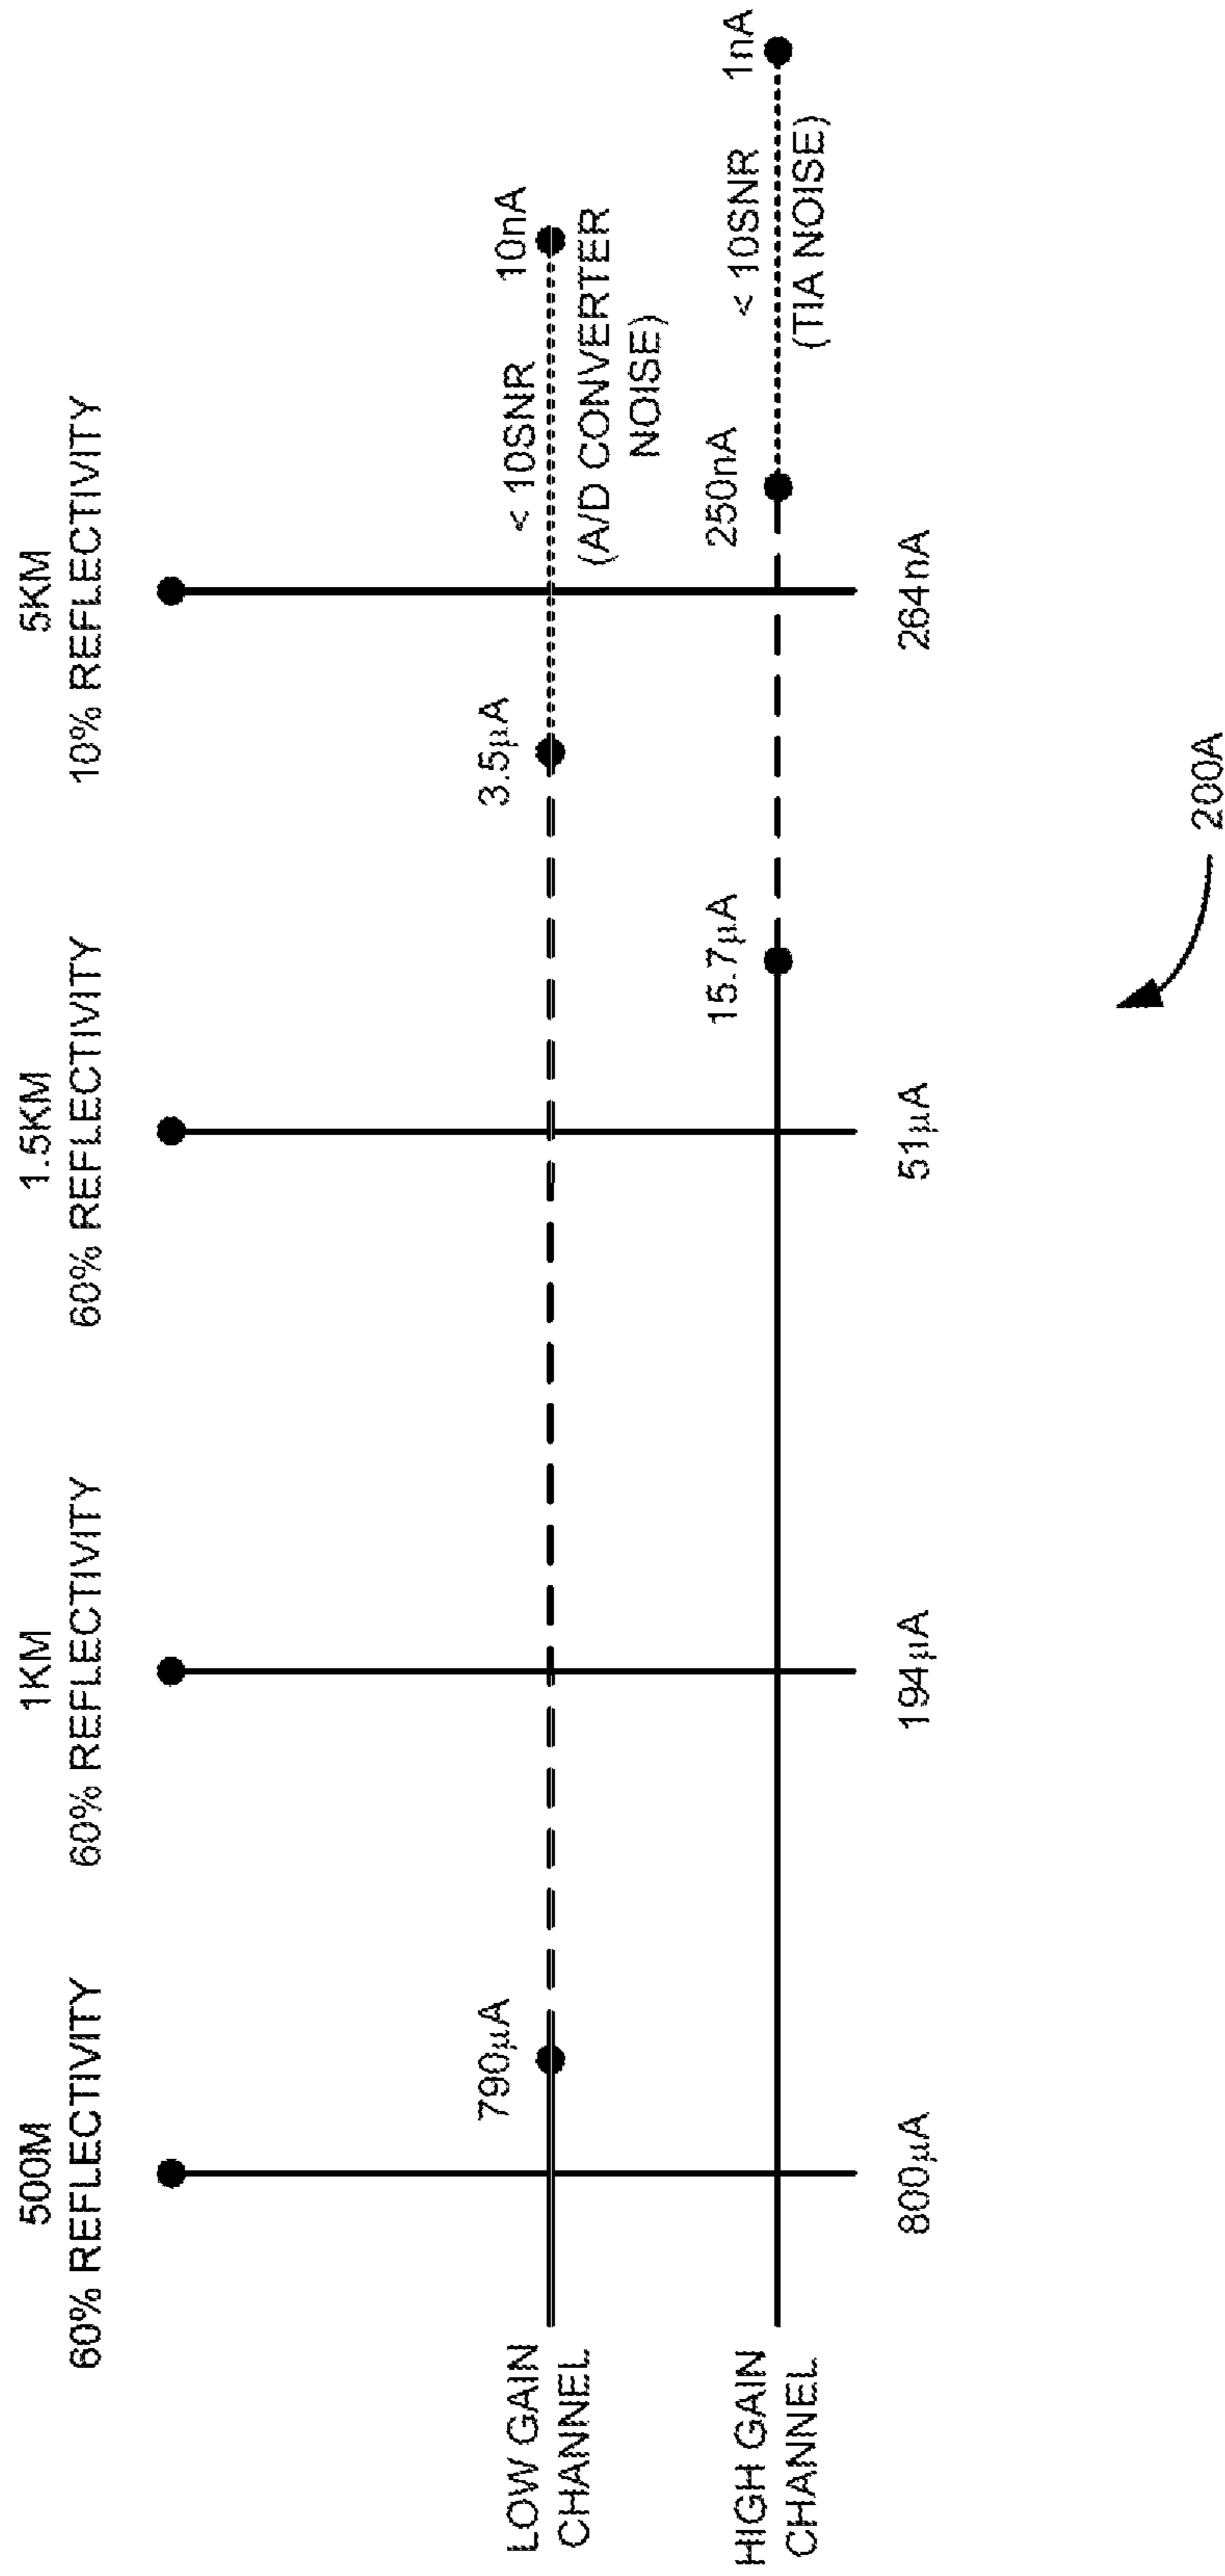 500M
60% REFLECTIVITY
1KM
60% REFLECTIVITY
1.5KM
60% REFLECTIVITY
5KM
10% REFLECTIVITY
LOW GAIN
CHANNEL
790µA
3.5µA
< 10SNR
10nA
(A/D CONVERTER
NOISE)
HIGH GAIN
CHANNEL
15.7µA
250nA
< 10SNR
1nA
(TIA NOISE)
800µA
194µA
51µA
264nA
200A